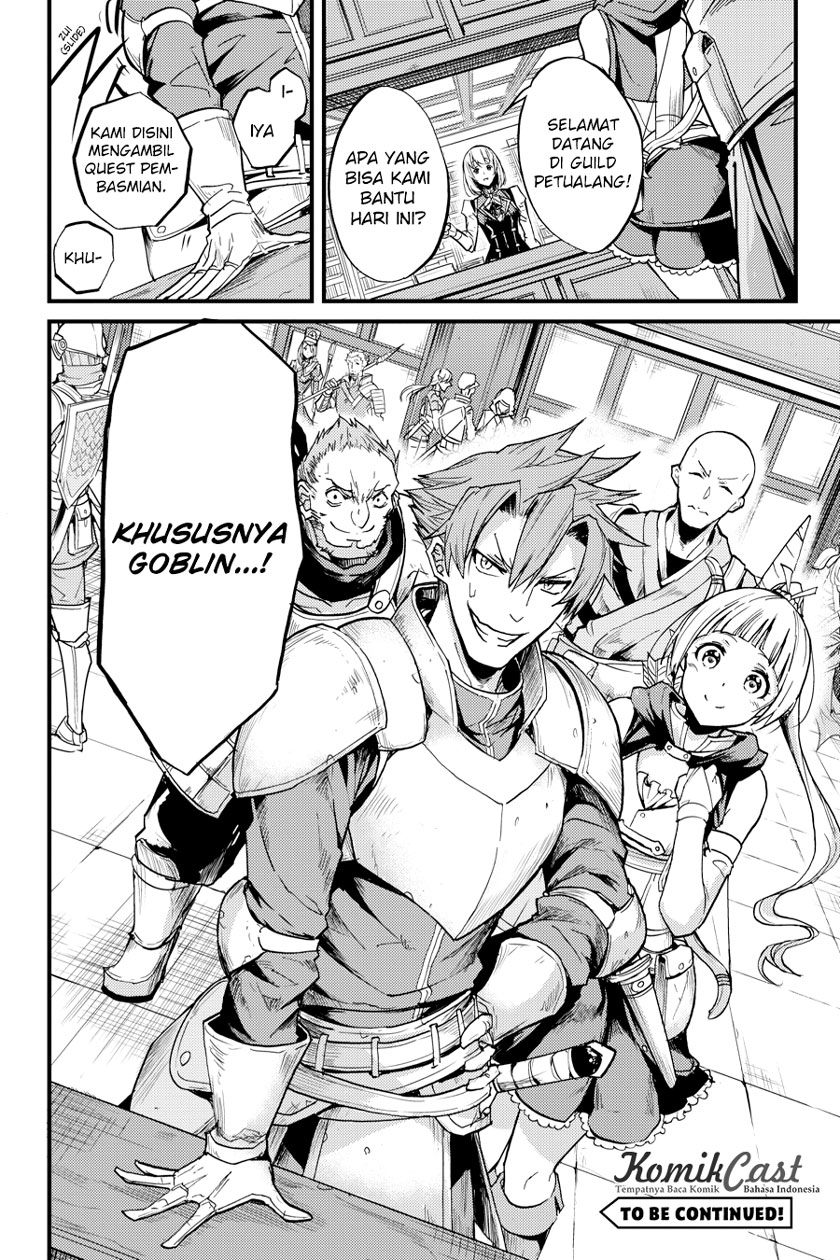 SELAMAT
DATANG
DI GUILD
PETUALANG!
APA YANG
BISA KAMI
BANTU
HARI INI?
I-
IYA
ZUI
(SLIDE)
KAMI DISINI
MENGAMBIL
QUEST PEM-
BASMIAN.
KHU-
KHUSUSNYA
GOBLIN...!
KomikCast
Tempatnya Baca Komik Bahasa Indonesia
TO BE CONTINUED!